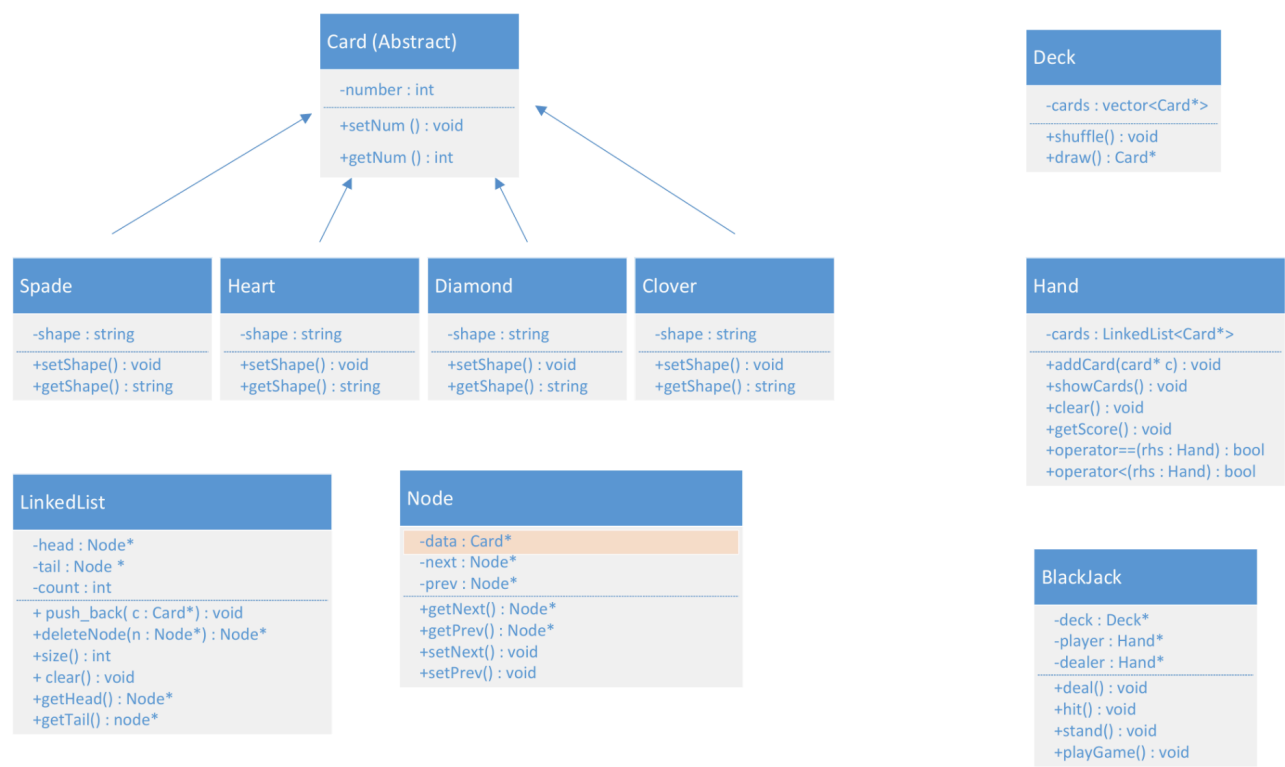 Card (Abstract)
-number : int
+setNum () : void
+getNum () : int
Deck
-cards : vector<Card*>
+shuffle() : void
+draw() : Card*
Spade
-shape : string
+setShape() : void
+getShape() : string
Heart
-shape : string
+setShape() : void
+getShape() : string
Diamond
-shape : string
+setShape() : void
+getShape() : string
Clover
-shape : string
+setShape() : void
+getShape() : string
Hand
-cards : LinkedList<Card*>
+addCard(card* c) : void
+showCards() : void
+clear() : void
+getScore() : void
+operator==(rhs : Hand) : bool
+operator<(rhs : Hand) : bool
LinkedList
-head : Node*
-tail : Node *
-count : int
+ push_back( c : Card*) : void
+deleteNode(n : Node*) : Node*
+size() : int
+ clear() : void
+getHead() : Node*
+getTail() : node*
Node
-data : Card*
-next : Node*
-prev : Node*
+getNext() : Node*
+getPrev() : Node*
+setNext() : void
+setPrev() : void
BlackJack
-deck : Deck*
-player : Hand*
-dealer : Hand*
+deal() : void
+hit() : void
+stand() : void
+playGame() : void